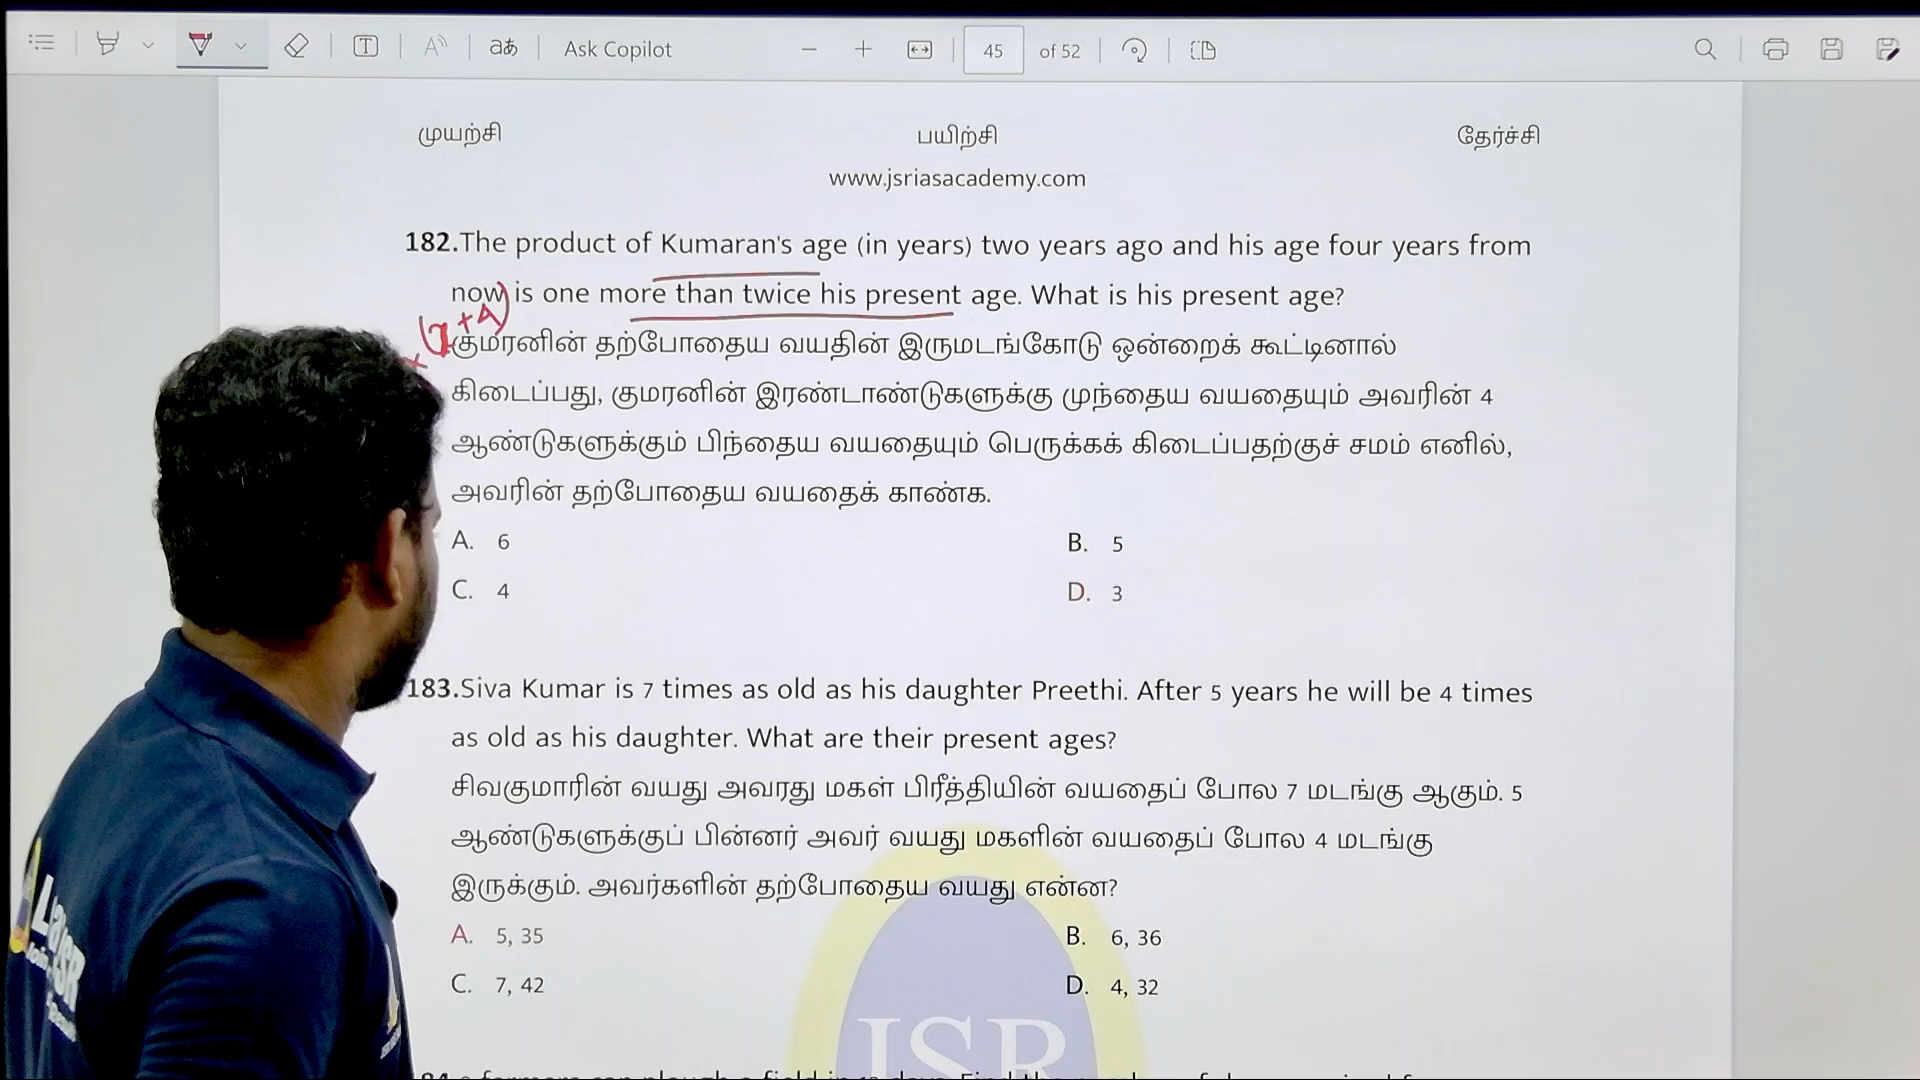 Ask Copilot 45 of 52
முயற்சி பயிற்சி தேர்ச்சி
www.jsriasacademy.com
182.The product of Kumaran's age (in years) two years ago and his age four years from
now is one more than twice his present age. What is his present age?
(x+4)
குமரனின் தற்போதைய வயதின் இருமடங்கோடு ஒன்றைக் கூட்டினால்
கிடைப்பது, குமரனின் இரண்டாண்டுகளுக்கு முந்தைய வயதையும் அவரின் 4
ஆண்டுகளுக்கும் பிந்தைய வயதையும் பெருக்கக் கிடைப்பதற்குச் சமம் எனில்,
அவரின் தற்போதைய வயதைக் காண்க.
A. 6 B. 5
C. 4 D. 3
183.Siva Kumar is 7 times as old as his daughter Preethi. After 5 years he will be 4 times
as old as his daughter. What are their present ages?
சிவகுமாரின் வயது அவரது மகள் பிரீத்தியின் வயதைப் போல 7 மடங்கு ஆகும். 5
ஆண்டுகளுக்குப் பின்னர் அவர் வயது மகளின் வயதைப் போல 4 மடங்கு
இருக்கும். அவர்களின் தற்போதைய வயது என்ன?
A. 5, 35 B. 6, 36
C. 7, 42 D. 4, 32
JSR